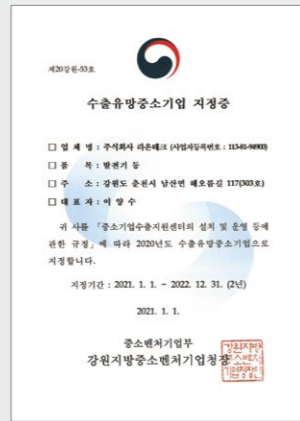 제20강원-53호
수출유망중소기업 지정증
□ 업 체 명 : 주식회사 라온테크 (사업자등록번호 : 113-81-94900)
□ 품 목 : 발전기 등
□ 주 소 : 강원도 춘천시 남산면 해오름길 117(303호)
□ 대 표 자 : 이 양 수
귀 사를 「중소기업수출지원센터의 설치 및 운영 등에
관한 규정」에 따라 2020년도 수출유망중소기업으로
지정합니다.
지정기간 : 2021. 1. 1. ~ 2022. 12. 31. (2년)
2021. 1. 1.
중소벤처기업부
강원지방중소벤처기업청장